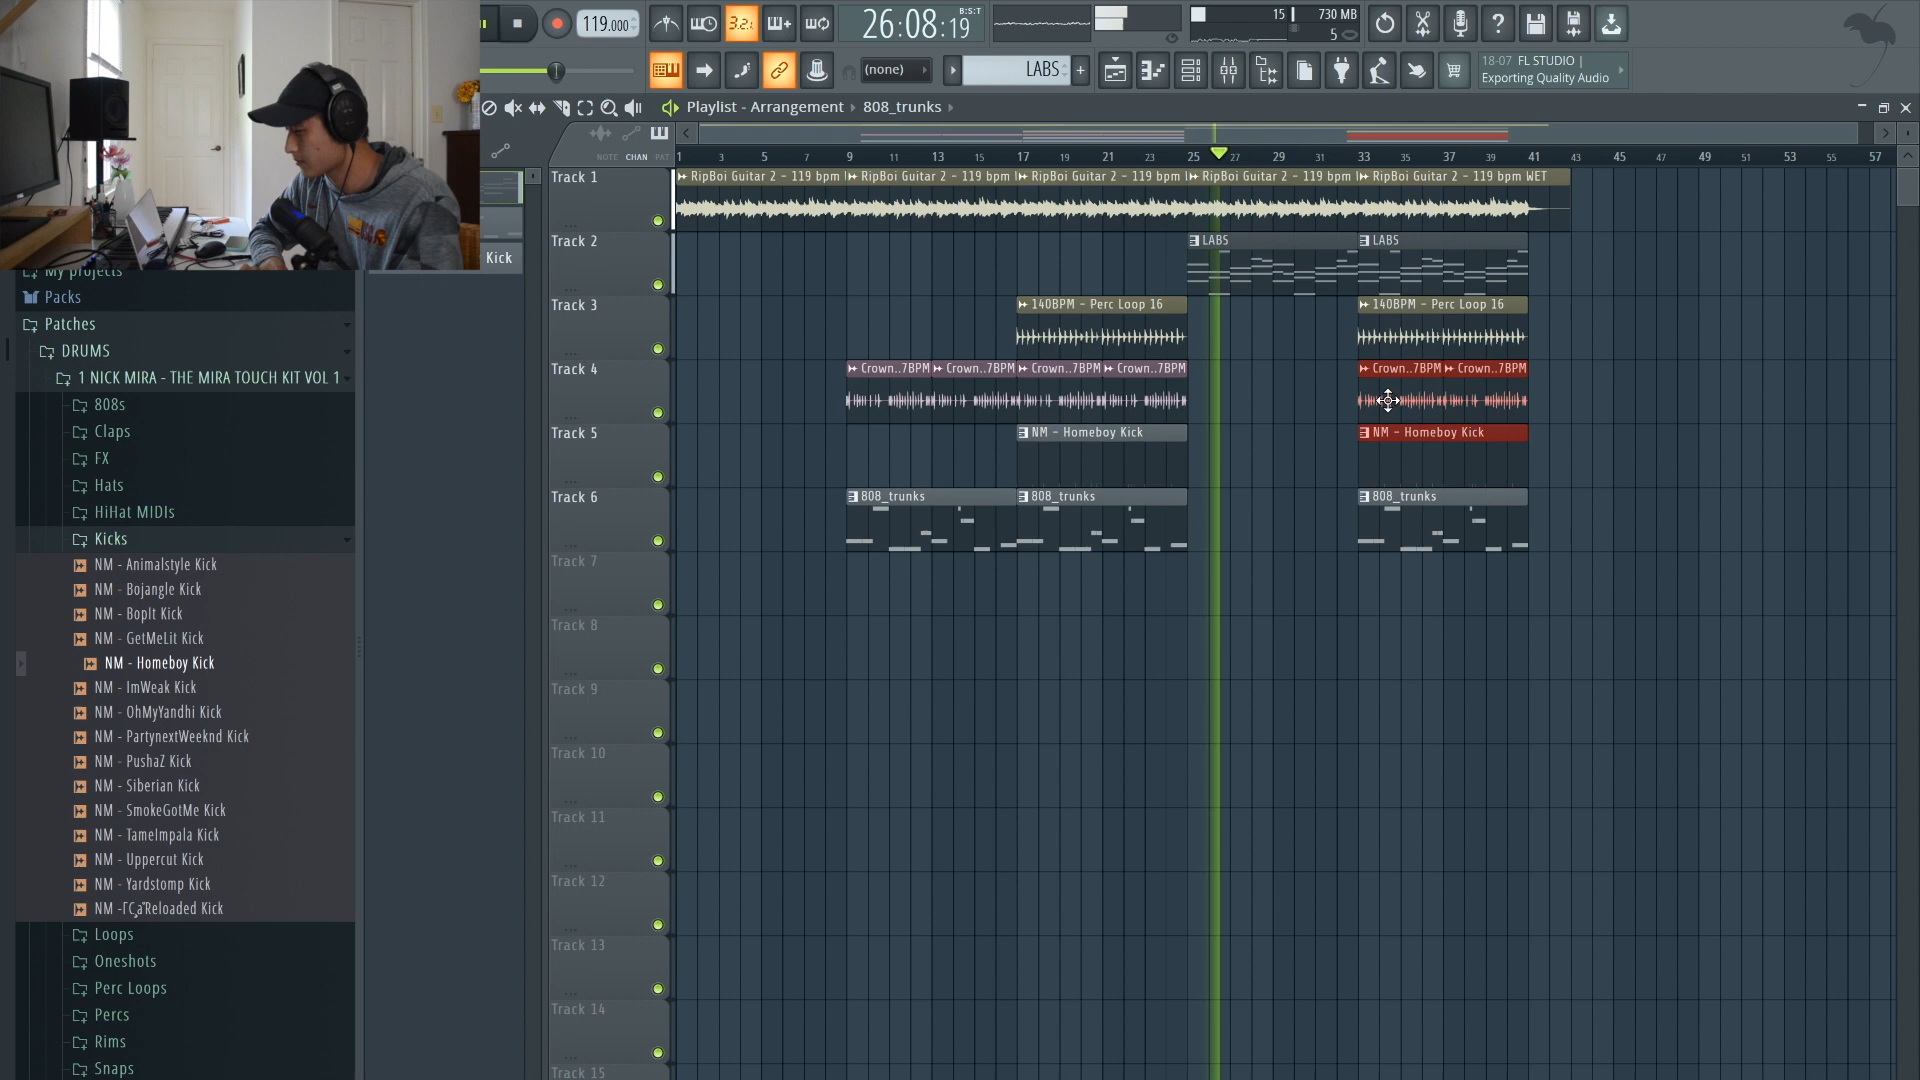 119.000
3.2.
26:08:19
B:S:T
15
730 MB
5
(none)
LABS
18-07 FL STUDIO |
Exporting Quality Audio
Playlist - Arrangement 808_trunks
NOTE CHAN PAT
1 3 5 7 9 11 13 15 17 19 21 23 25 27 29 31 33 35 37 39 41 43 45 47 49 51 53 55 57
Kick
My projects
Packs
Patches
DRUMS
1 NICK MIRA - THE MIRA TOUCH KIT VOL 1
808s
Claps
FX
Hats
HiHat MIDIs
Kicks
NM - Animalstyle Kick
NM - Bojangle Kick
NM - BopIt Kick
NM - GetMeLit Kick
NM - Homeboy Kick
NM - ImWeak Kick
NM - OhMyYandhi Kick
NM - PartynextWeeknd Kick
NM - PushaZ Kick
NM - Siberian Kick
NM - SmokeGotMe Kick
NM - TameImpala Kick
NM - Uppercut Kick
NM - Yardstomp Kick
Reloaded Kick
Loops
Oneshots
Perc Loops
Percs
Rims
Snaps
Track 1
RipBoi Guitar 2 - 119 bpm RipBoi Guitar 2 - 119 bpm RipBoi Guitar 2 - 119 bpm RipBoi Guitar 2 - 119 bpm RipBoi Guitar 2 - 119 bpm WET
Track 2
LABS LABS
Track 3
140BPM - Perc Loop 16 140BPM - Perc Loop 16
Track 4
Crown..7BPM Crown..7BPM Crown..7BPM Crown..7BPM Crown..7BPM Crown..7BPM
Track 5
NM - Homeboy Kick NM - Homeboy Kick
Track 6
808_trunks 808_trunks 808_trunks
Track 7
Track 8
Track 9
Track 10
Track 11
Track 12
Track 13
Track 14
Track 15